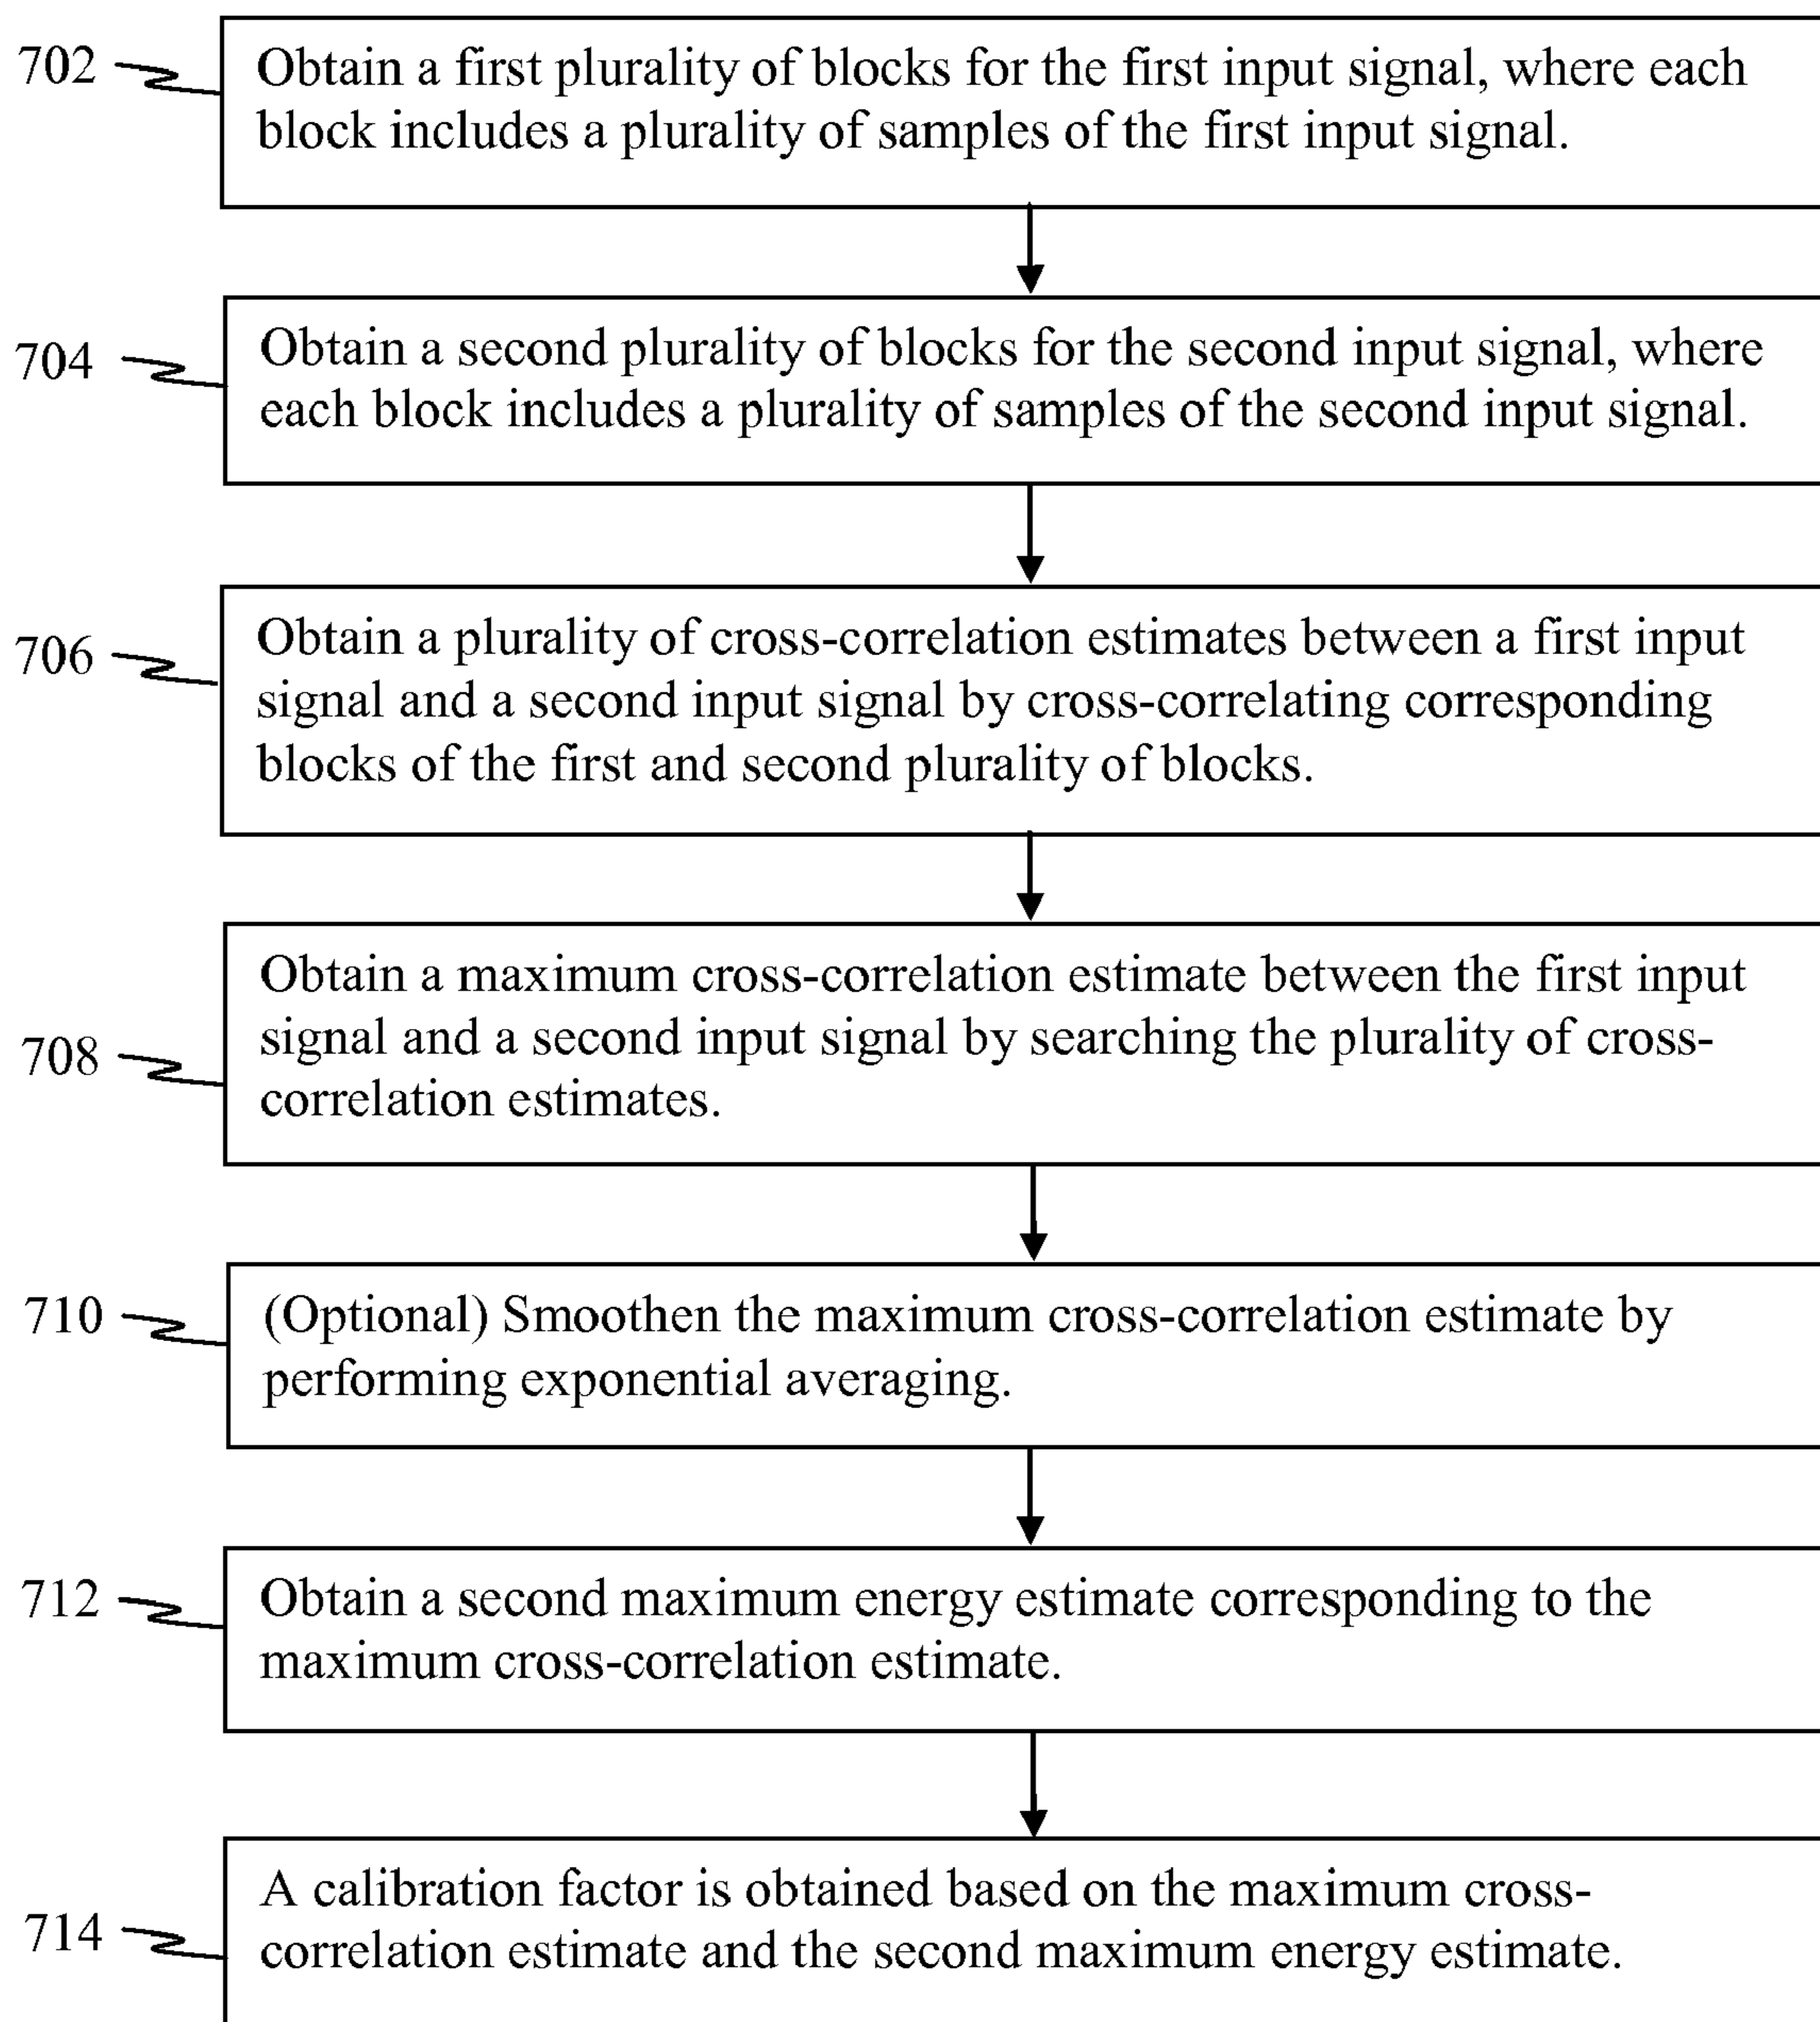 702
Obtain a first plurality of blocks for the first input signal, where each
block includes a plurality of samples of the first input signal.
704
Obtain a second plurality of blocks for the second input signal, where
each block includes a plurality of samples of the second input signal.
706
Obtain a plurality of cross-correlation estimates between a first input
signal and a second input signal by cross-correlating corresponding
blocks of the first and second plurality of blocks.
708
Obtain a maximum cross-correlation estimate between the first input
signal and a second input signal by searching the plurality of cross-
correlation estimates.
710
(Optional) Smoothen the maximum cross-correlation estimate by
performing exponential averaging.
712
Obtain a second maximum energy estimate corresponding to the
maximum cross-correlation estimate.
714
A calibration factor is obtained based on the maximum cross-
correlation estimate and the second maximum energy estimate.